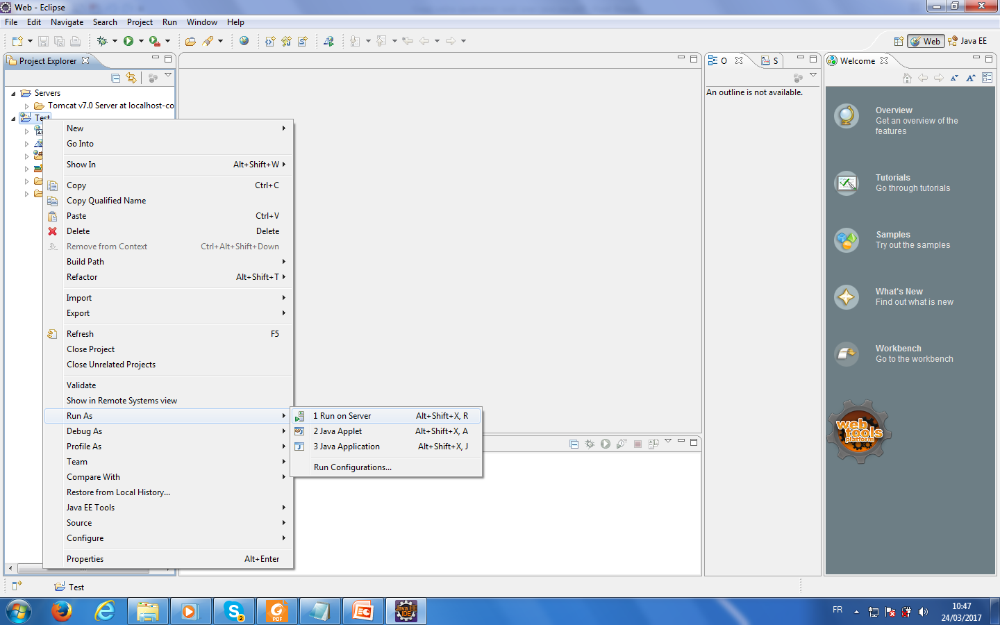 Web - Eclipse
File Edit Navigate Search Project Run Window Help
Web Java EE
Project Explorer
O
S
Welcome
Servers
Tomcat v7.0 Server at localhost-co
Test
An outline is not available.
New
Go Into
Show In Alt+Shift+W
Copy Ctrl+C
Copy Qualified Name
Paste Ctrl+V
Delete Delete
Remove from Context Ctrl+Alt+Shift+Down
Build Path
Refactor Alt+Shift+T
Import
Export
Refresh F5
Close Project
Close Unrelated Projects
Validate
Show in Remote Systems view
Run As
Debug As
Profile As
Team
Compare With
Restore from Local History...
Java EE Tools
Source
Configure
Properties Alt+Enter
1 Run on Server Alt+Shift+X, R
2 Java Applet Alt+Shift+X, A
3 Java Application Alt+Shift+X, J
Run Configurations...
Overview
Get an overview of the
features
Tutorials
Go through tutorials
Samples
Try out the samples
What's New
Find out what is new
Workbench
Go to the workbench
web
tools
platform
Test
S
2
PDF
Java EE
IDE
FR
10:47
24/03/2017